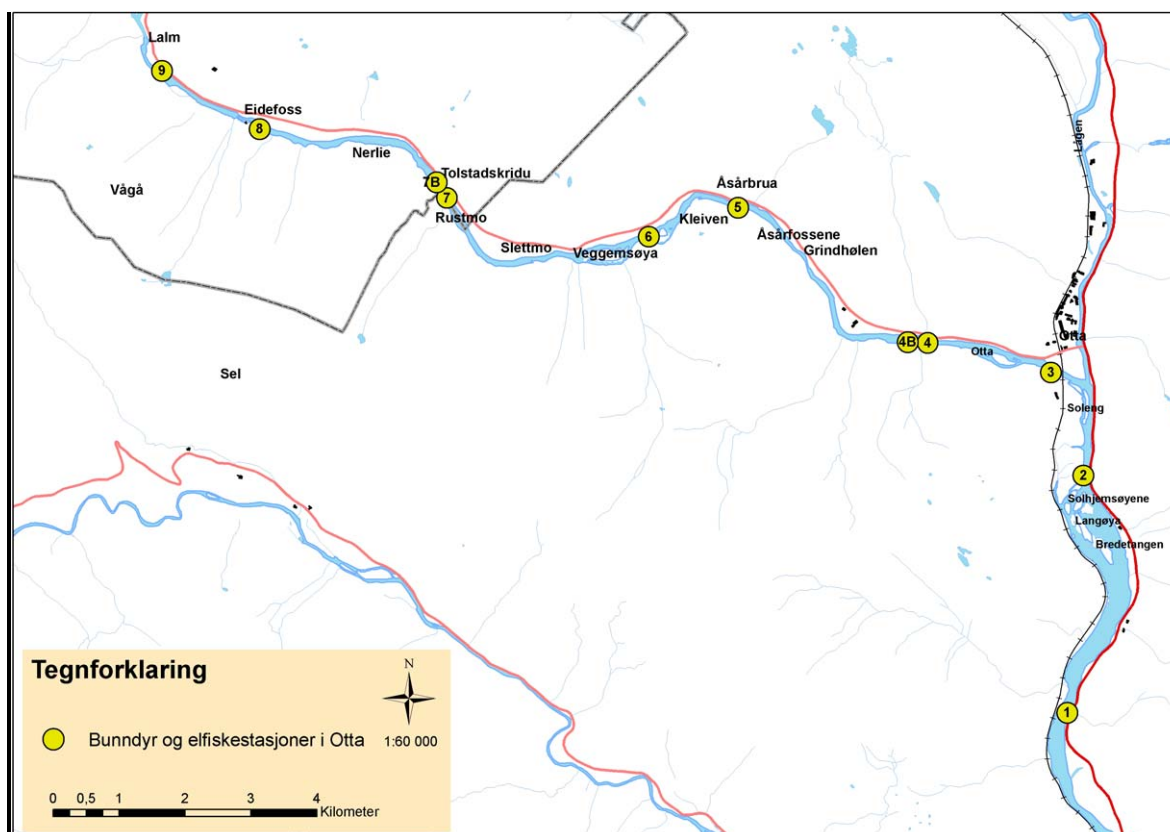 Lalm
9
Eidefoss
8
Nerlie
Vågå
7B
Tolstadskridu
7
Rustmo
Slettmo
Veggemsøya
6
Kleiven
Åsårbrua
5
Åsårfossene
Grindhølen
Lågen
4B
4
Otta
Otta
3
Sel
Soleng
2
Solhjemsøyene
Langøya
Bredetangen
1
Tegnforklaring
N
Bunndyr og elfiskestasjoner i Otta
1:60 000
0 0,5 1 2 3 4
Kilometer